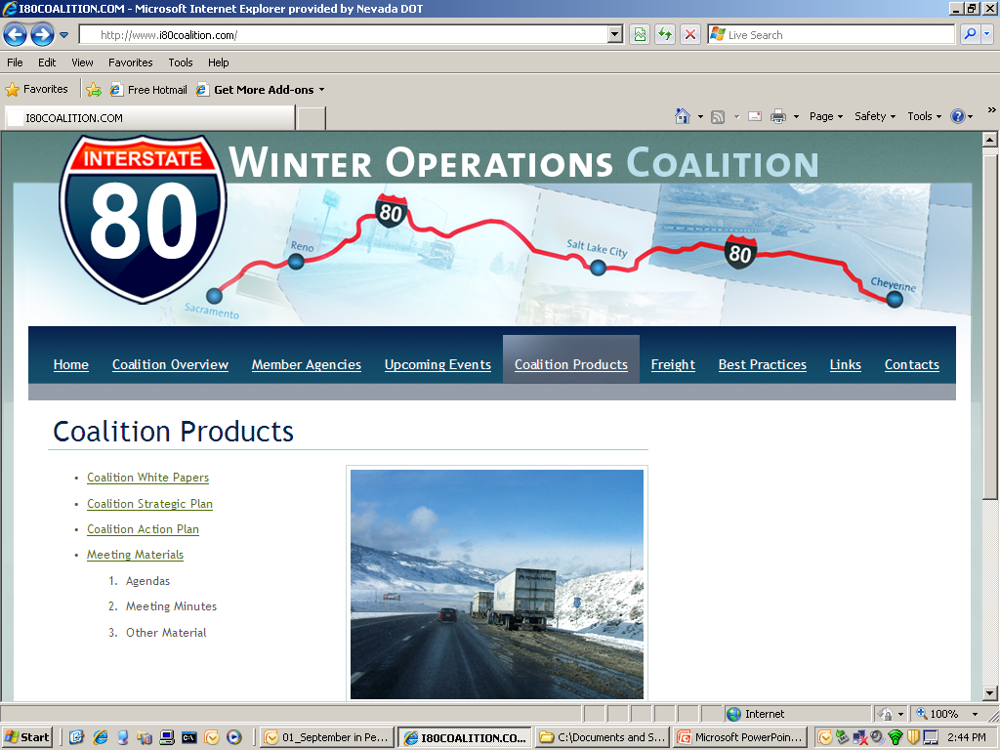 I80COALITION.COM - Microsoft Internet Explorer provided by Nevada DOT
http://www.i80coalition.com/
Live Search
File Edit View Favorites Tools Help
Favorites Free Hotmail Get More Add-ons
I80COALITION.COM
Page Safety Tools »
INTERSTATE
80
WINTER OPERATIONS COALITION
80
Reno
Salt Lake City
80
Cheyenne
Sacramento
Home Coalition Overview Member Agencies Upcoming Events Coalition Products Freight Best Practices Links Contacts
Coalition Products
• Coalition White Papers
• Coalition Strategic Plan
• Coalition Action Plan
• Meeting Materials
1. Agendas
2. Meeting Minutes
3. Other Material
Internet 100%
Start 01_September in Pe... I80COALITION.CO... C:\Documents and S... Microsoft PowerPoin... 2:44 PM